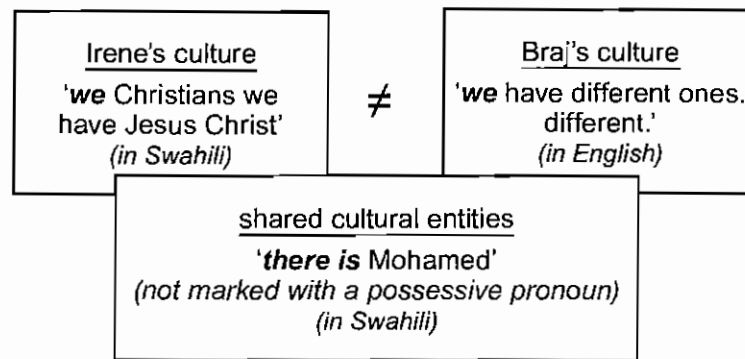 Irene's culture
'we Christians we
have Jesus Christ'
(in Swahili)
≠
Braj's culture
'we have different ones.
different.'
(in English)
shared cultural entities
'there is Mohamed'
(not marked with a possessive pronoun)
(in Swahili)